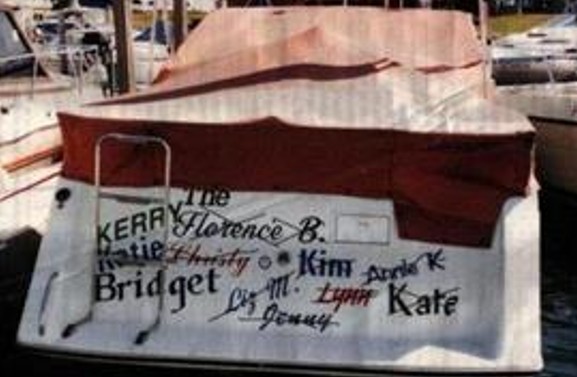 The
Florence B.
KERRY
Katie Christy Kim Annie K
Bridget Liz M. Lynn Kate
Jenny